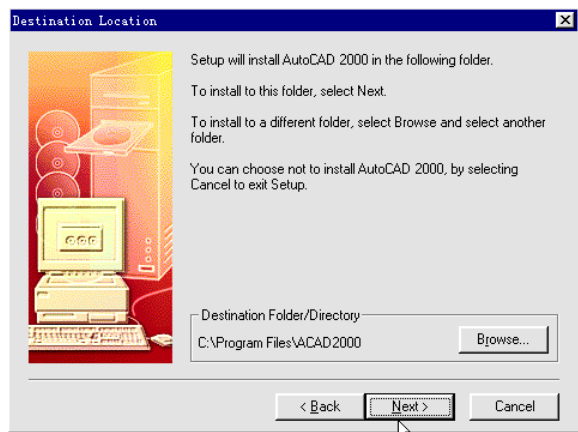 Destination Location
Setup will install AutoCAD 2000 in the following folder.
To install to this folder, select Next.
To install to a different folder, select Browse and select another
folder.
You can choose not to install AutoCAD 2000, by selecting
Cancel to exit Setup.
Destination Folder/Directory
C:\Program Files\ACAD2000
Browse...
< Back
Next >
Cancel